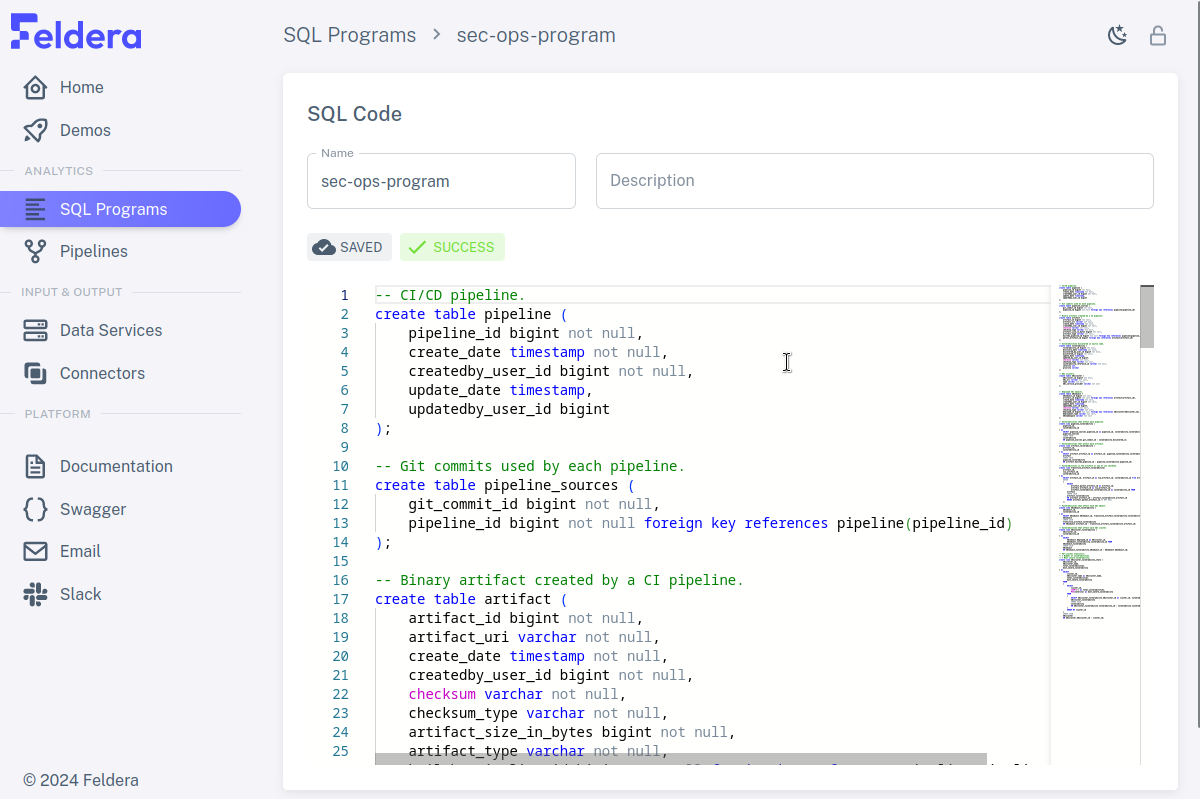 Feldera
SQL Programs > sec-ops-program
Home
Demos
ANALYTICS
SQL Programs
Pipelines
INPUT & OUTPUT
Data Services
Connectors
PLATFORM
Documentation
Swagger
Email
Slack
© 2024 Feldera
SQL Code
Name
sec-ops-program
Description
SAVED
SUCCESS
1 -- CI/CD pipeline.
2 create table pipeline (
3 pipeline_id bigint not null,
4 create_date timestamp not null,
5 createdby_user_id bigint not null,
6 update_date timestamp,
7 updatedby_user_id bigint
8 );
9
10 -- Git commits used by each pipeline.
11 create table pipeline_sources (
12 git_commit_id bigint not null,
13 pipeline_id bigint not null foreign key references pipeline(pipeline_id)
14 );
15
16 -- Binary artifact created by a CI pipeline.
17 create table artifact (
18 artifact_id bigint not null,
19 artifact_uri varchar not null,
20 create_date timestamp not null,
21 createdby_user_id bigint not null,
22 checksum varchar not null,
23 checksum_type varchar not null,
24 artifact_size_in_bytes bigint not null,
25 artifact_type varchar not null,